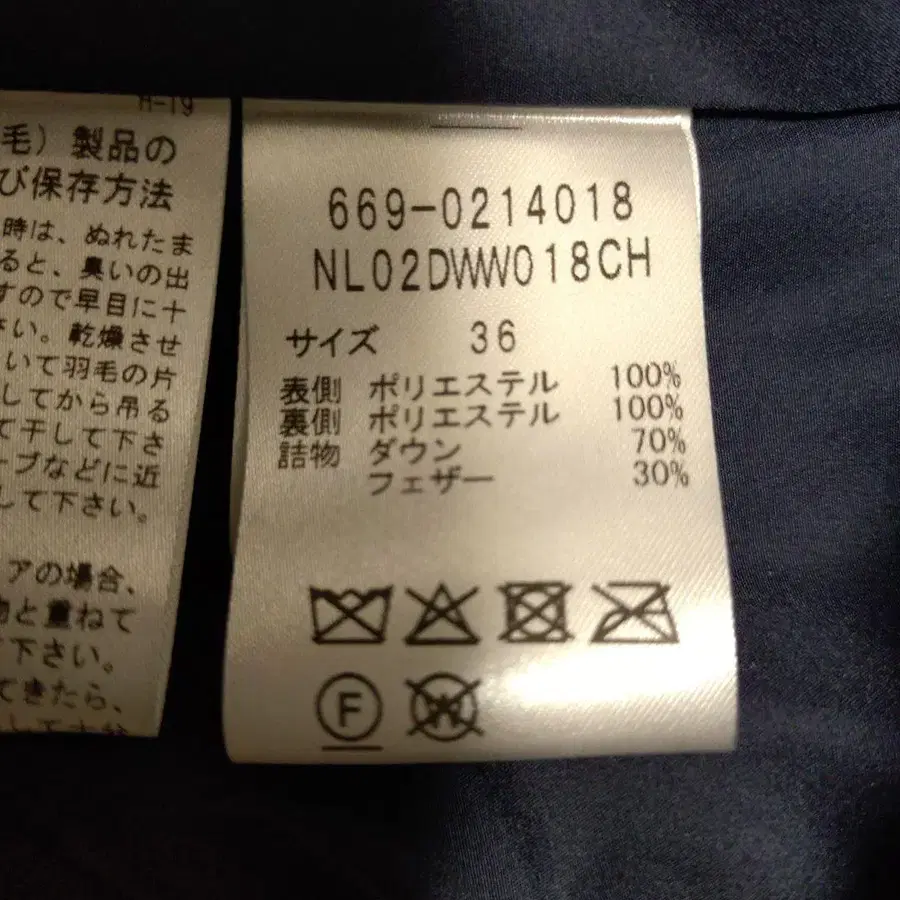 H-19
毛）製品の
び保存方法
時は、ぬれたま
ると、臭いの出
すので早目に十
さい。乾燥させ
いて羽毛の片
してから吊る
て干して下さ
ーブなどに近
して下さい。
アの場合、
物と重ねて
下さい。
てきたら、
669-0214018
NL02DWW018CH
サイズ 36
表側 ポリエステル 100%
裏側 ポリエステル 100%
詰物 ダウン 70%
フェザー 30%
F
W